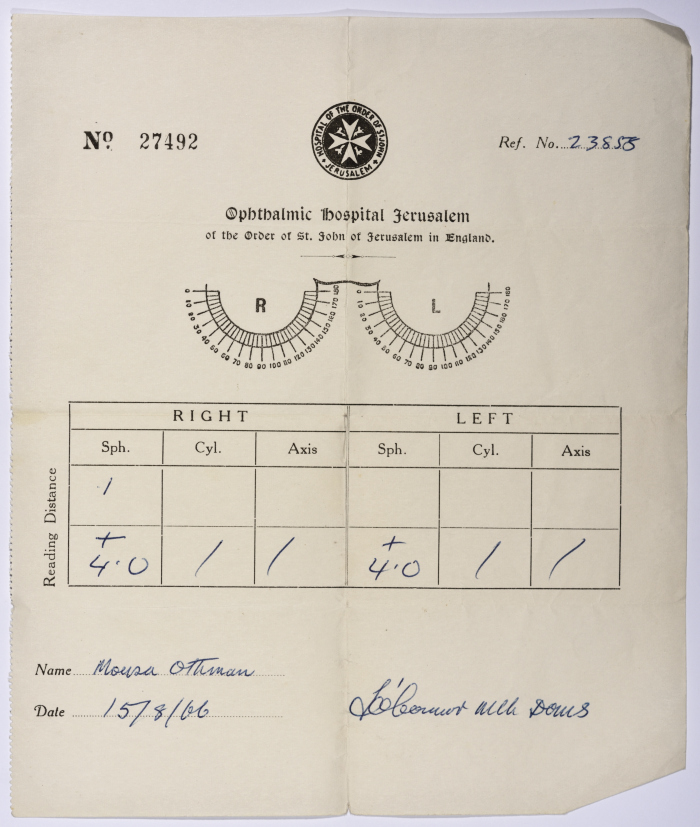 Nº 27492
HOSPITAL OF THE ORDER OF ST. JOHN
JERUSALEM
Ref. No. 23858
Ophthalmic Hospital Jerusalem
of the Order of St. John of Jerusalem in England.
R L
0 10 20 30 40 50 60 70 80 90 100 110 120 130 140 150 160 170 180
0 10 20 30 40 50 60 70 80 90 100 110 120 130 140 150 160 170 180
RIGHT LEFT
Sph. Cyl. Axis Sph. Cyl. Axis
Reading Distance
+ 4.0 / / + 4.0 / /
Name Mousa Othman
Date 15/8/66
DOMS